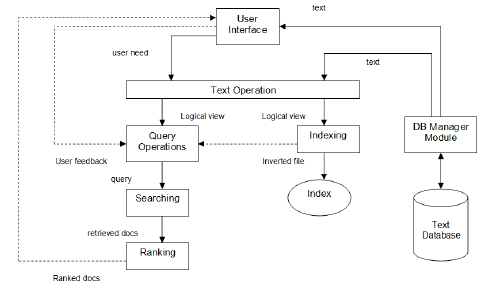 text
User
Interface
user need
text
Text Operation
Logical view
Logical view
DB Manager
Module
Query
Operations
Indexing
User feedback
Inverted file
query
Searching
Index
Text
Database
retrieved docs
Ranking
Ranked docs